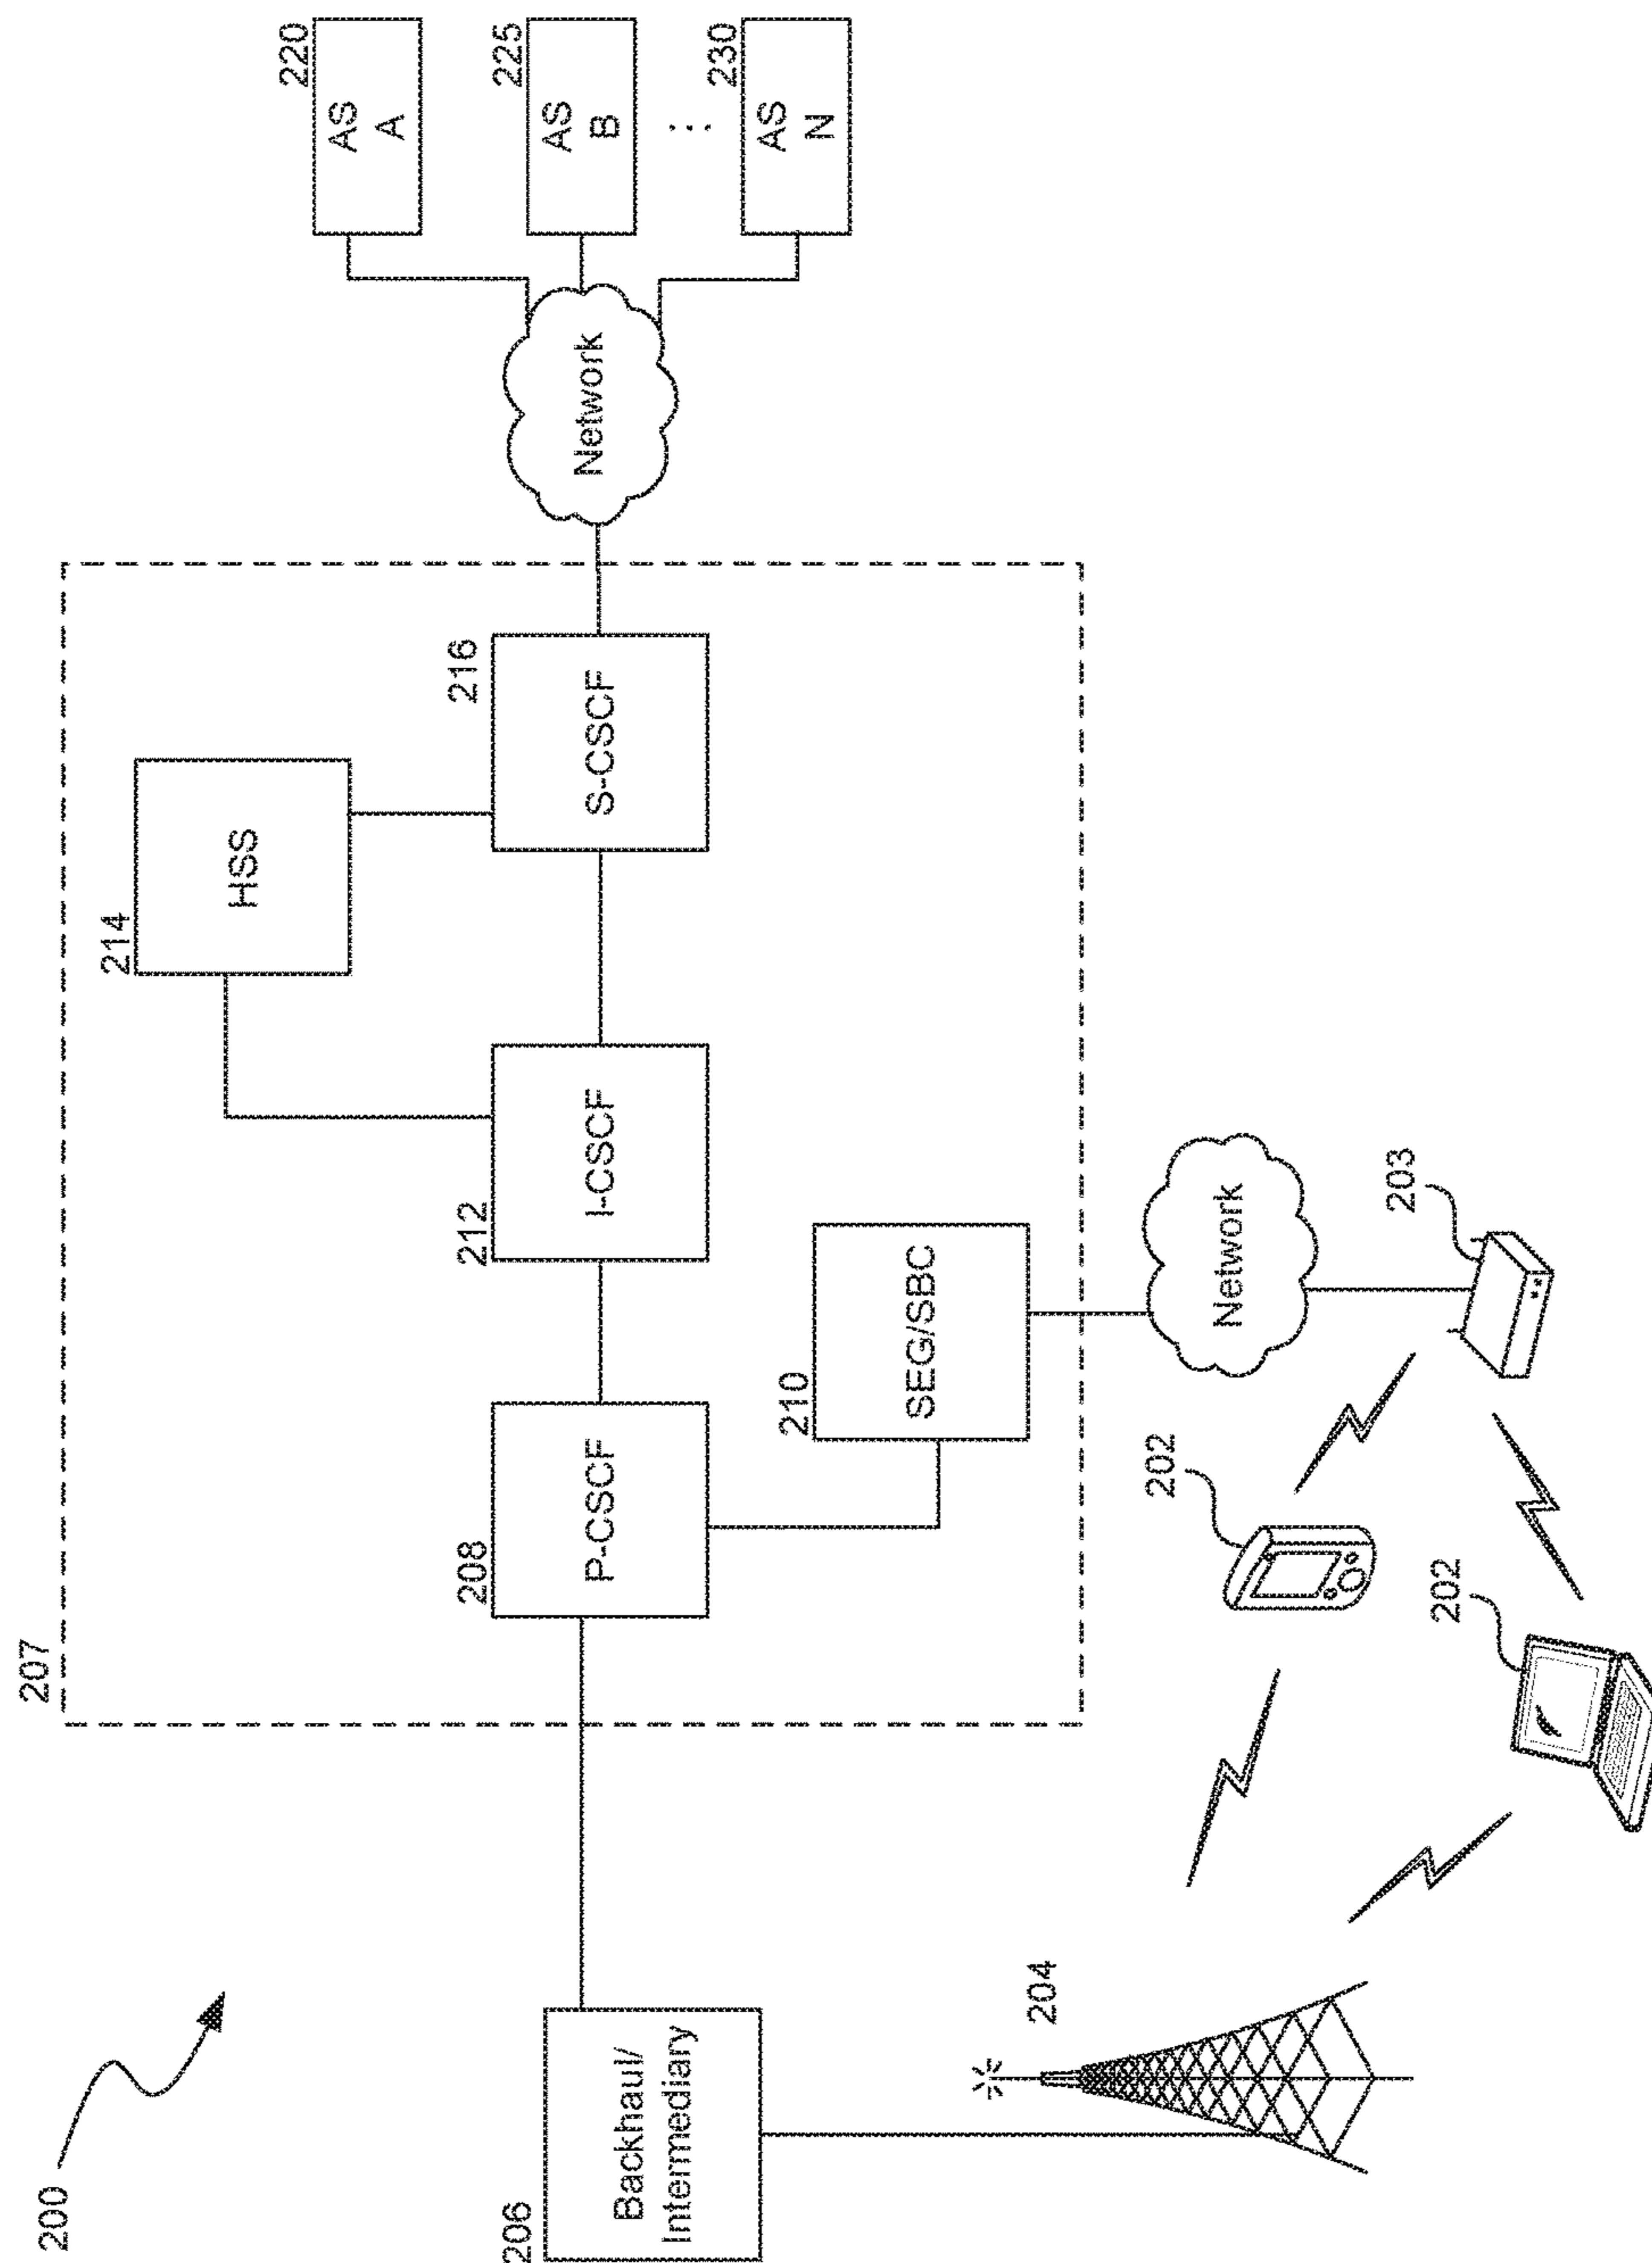 200
206
Backhaul/
Intermediary
204
207
208
P-CSCF
210
SEG/SBC
212
I-CSCF
214
HSS
216
S-CSCF
Network
220
AS
A
225
AS
B
...
230
AS
N
Network
203
202
202